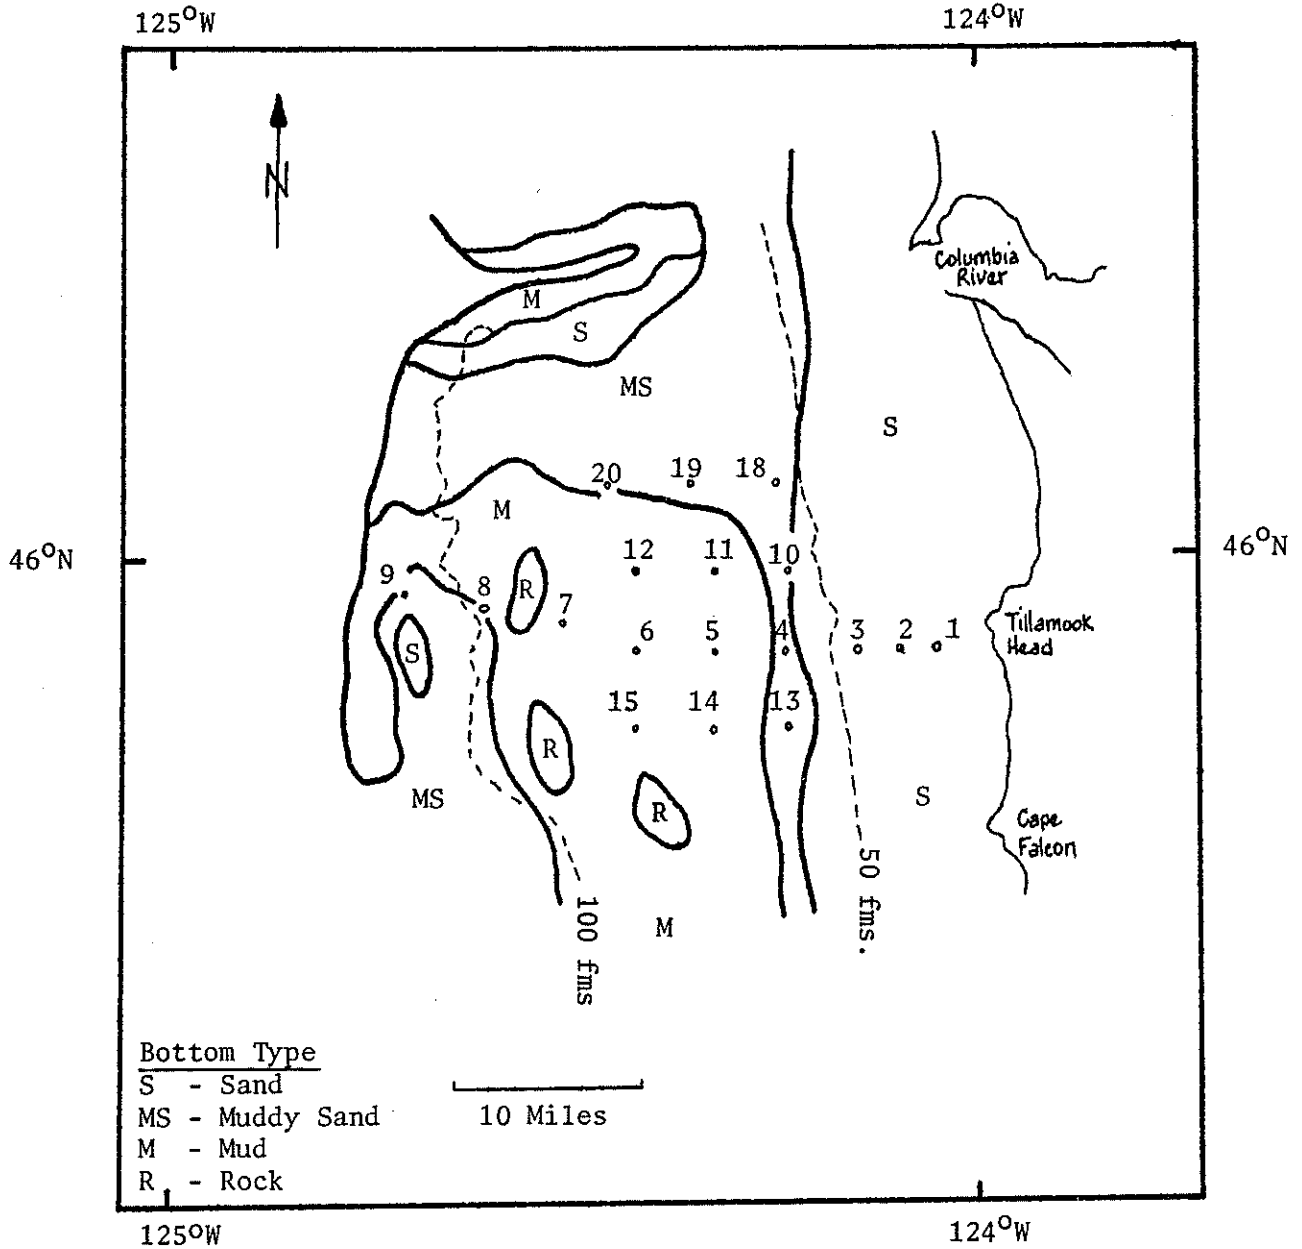 125°W
124°W
N
Columbia
River
M
S
MS
S
20
19
18
M
46°N
46°N
12
11
10
9
8
R
7
6
5
4
3
2
1
Tillamook
Head
S
15
14
13
R
MS
S
R
Cape
Falcon
50 fms.
100 fms
M
Bottom Type
S - Sand
MS - Muddy Sand
M - Mud
R - Rock
10 Miles
125°W
124°W